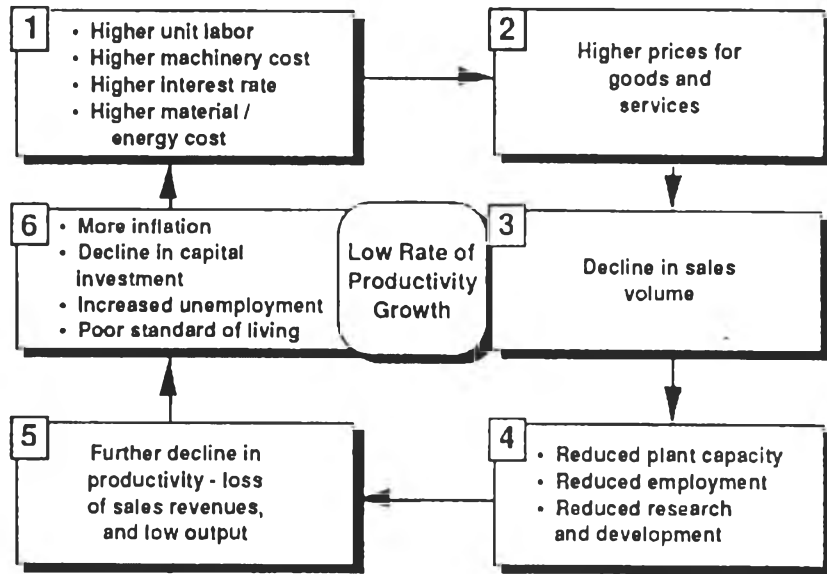 1
• Higher unit labor
• Higher machinery cost
• Higher interest rate
• Higher material /
energy cost
2
Higher prices for
goods and
services
3
Decline in sales
volume
4
• Reduced plant capacity
• Reduced employment
• Reduced research
and development
5
Further decline in
productivity - loss
of sales revenues,
and low output
6
• More inflation
• Decline in capital
investment
• Increased unemployment
• Poor standard of living
Low Rate of
Productivity
Growth